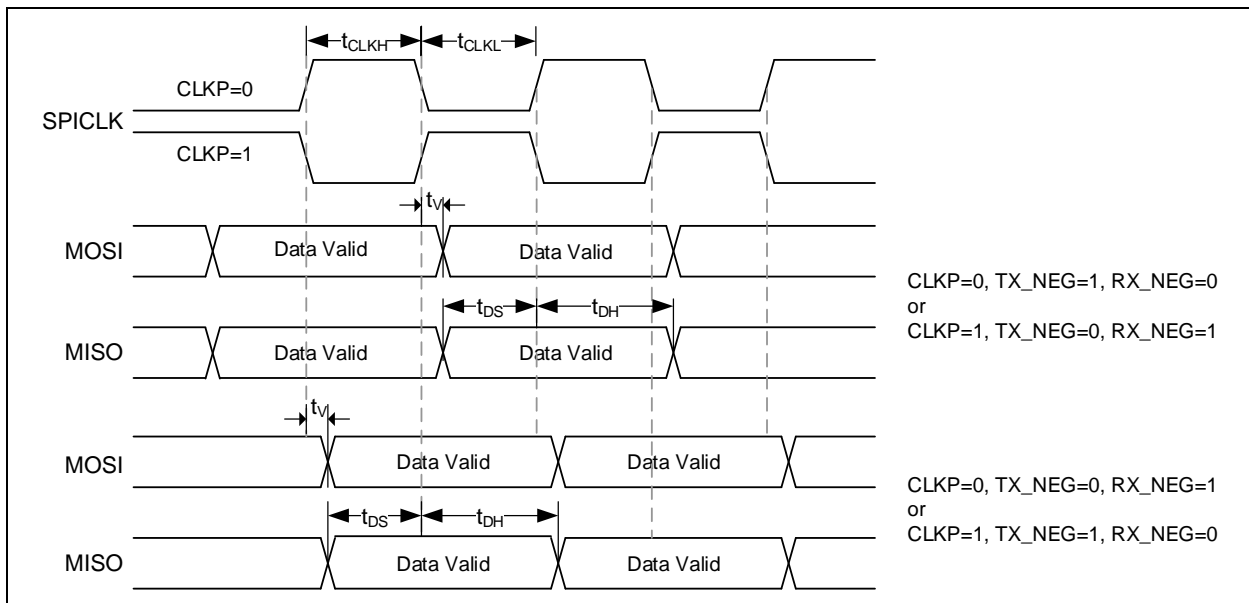 tCLKH
tCLKL
CLKP=0
SPICLK
CLKP=1
tV
MOSI
Data Valid
Data Valid
CLKP=0, TX_NEG=1, RX_NEG=0
or
CLKP=1, TX_NEG=0, RX_NEG=1
tDS
tDH
MISO
Data Valid
Data Valid
tV
MOSI
Data Valid
Data Valid
CLKP=0, TX_NEG=0, RX_NEG=1
or
CLKP=1, TX_NEG=1, RX_NEG=0
tDS
tDH
MISO
Data Valid
Data Valid